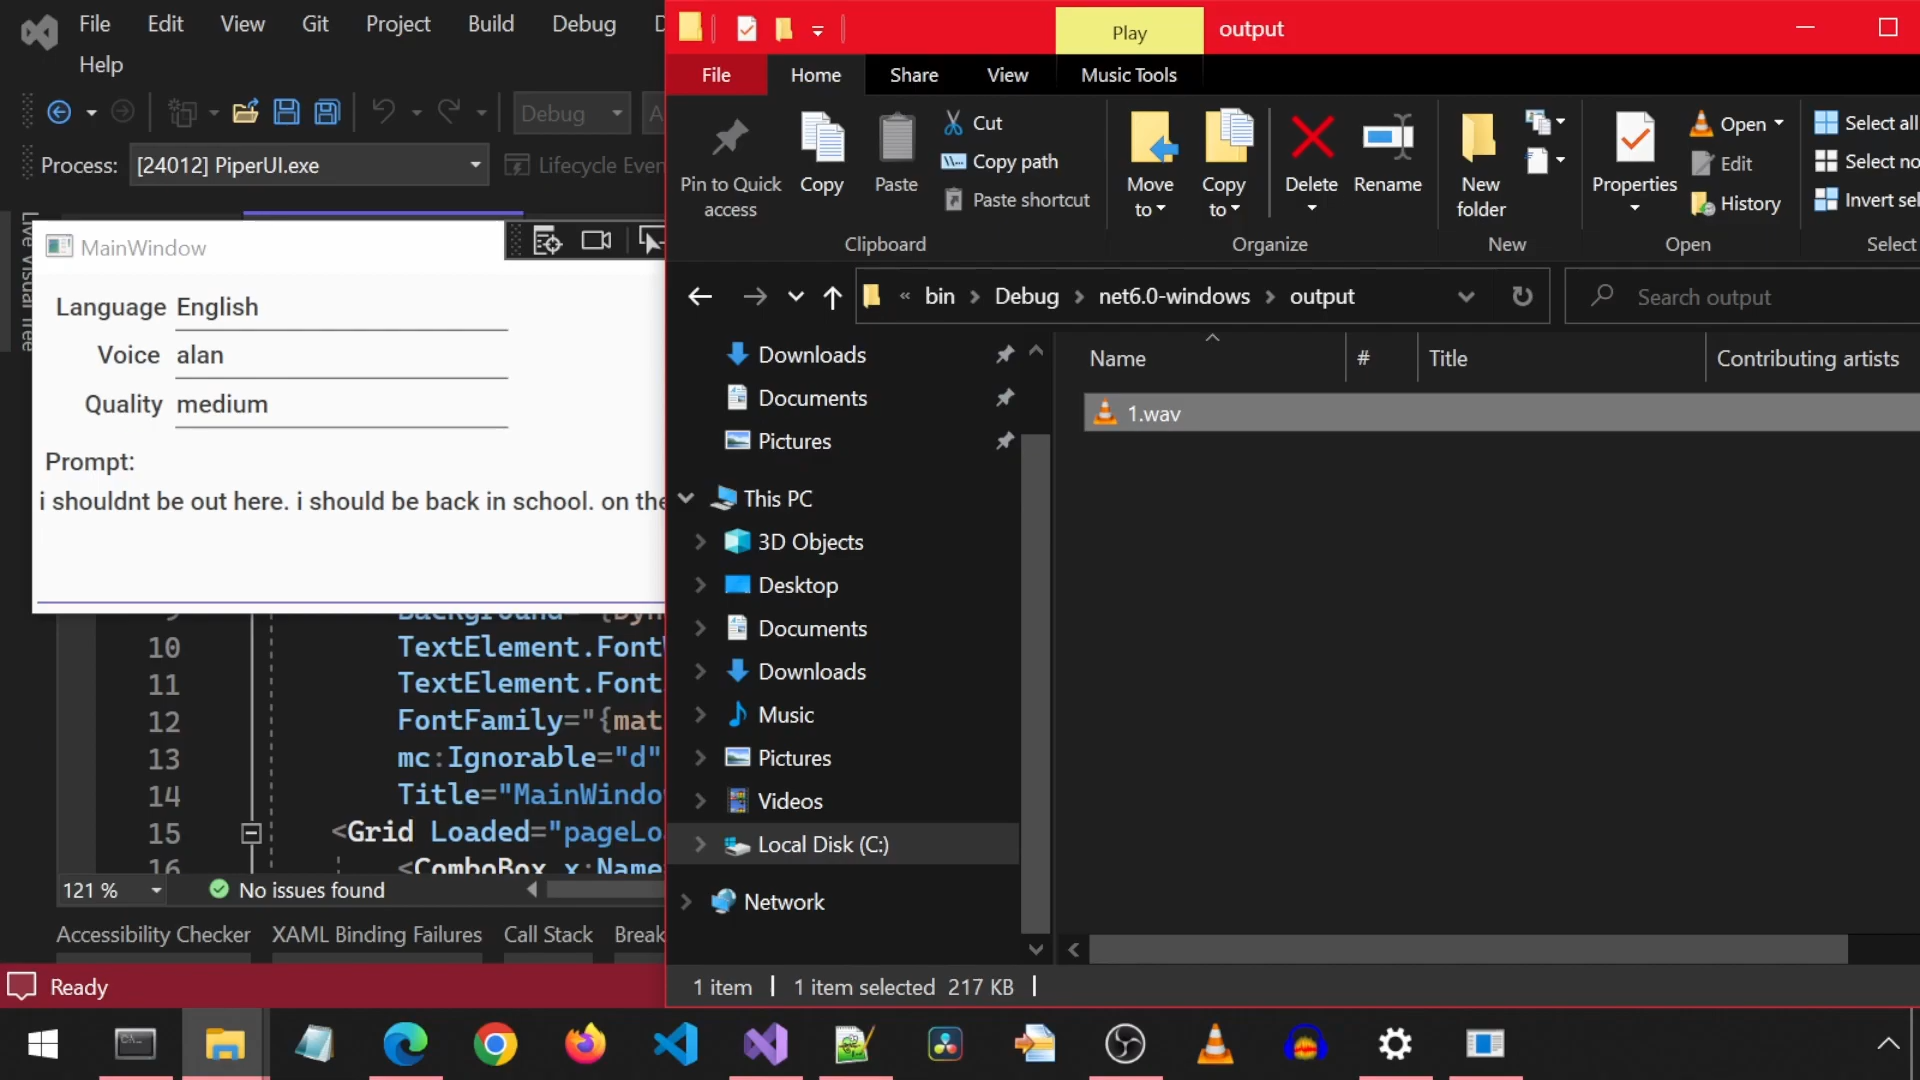 File Edit View Git Project Build Debug
Help
Debug
Process: [24012] PiperUI.exe Lifecycle
MainWindow
Language English
Voice alan
Quality medium
Prompt:
i shouldnt be out here. i should be back in school. on the
10 TextElement.Font
11 TextElement.Font
12 FontFamily="{mat
13 mc:Ignorable="d"
14 Title="MainWindo
15 <Grid Loaded="pageLo
16 <ComboBox x:Name
121 % No issues found
Accessibility Checker XAML Binding Failures Call Stack Break
Ready
Play output
File Home Share View Music Tools
Pin to Quick access
Copy
Paste
Cut
Copy path
Paste shortcut
Clipboard
Move to
Copy to
Delete
Rename
Organize
New folder
New
Properties
Open
Edit
History
Open
Select all
Select
« bin > Debug > net6.0-windows > output
Search output
Downloads
Documents
Pictures
This PC
3D Objects
Desktop
Documents
Downloads
Music
Pictures
Videos
Local Disk (C:)
Network
Name # Title Contributing artists
1.wav
1 item 1 item selected 217 KB